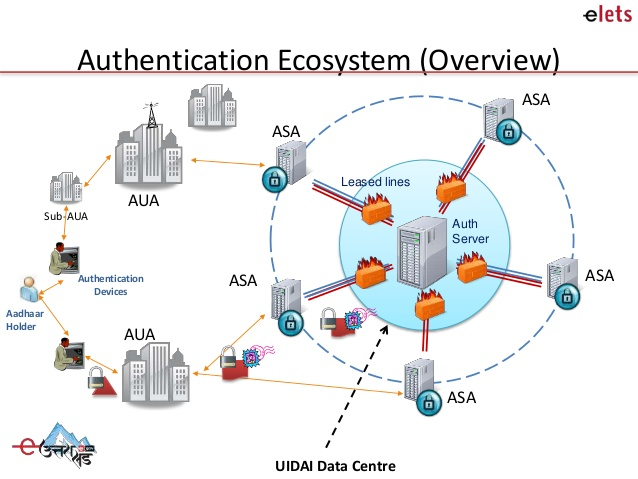 elets
Authentication Ecosystem (Overview)
ASA
ASA
Leased lines
AUA
Sub-AUA
Auth
Server
Authentication
Devices
ASA
ASA
Aadhaar
Holder
AUA
ASA
e-उत्तराखंड
UIDAI Data Centre